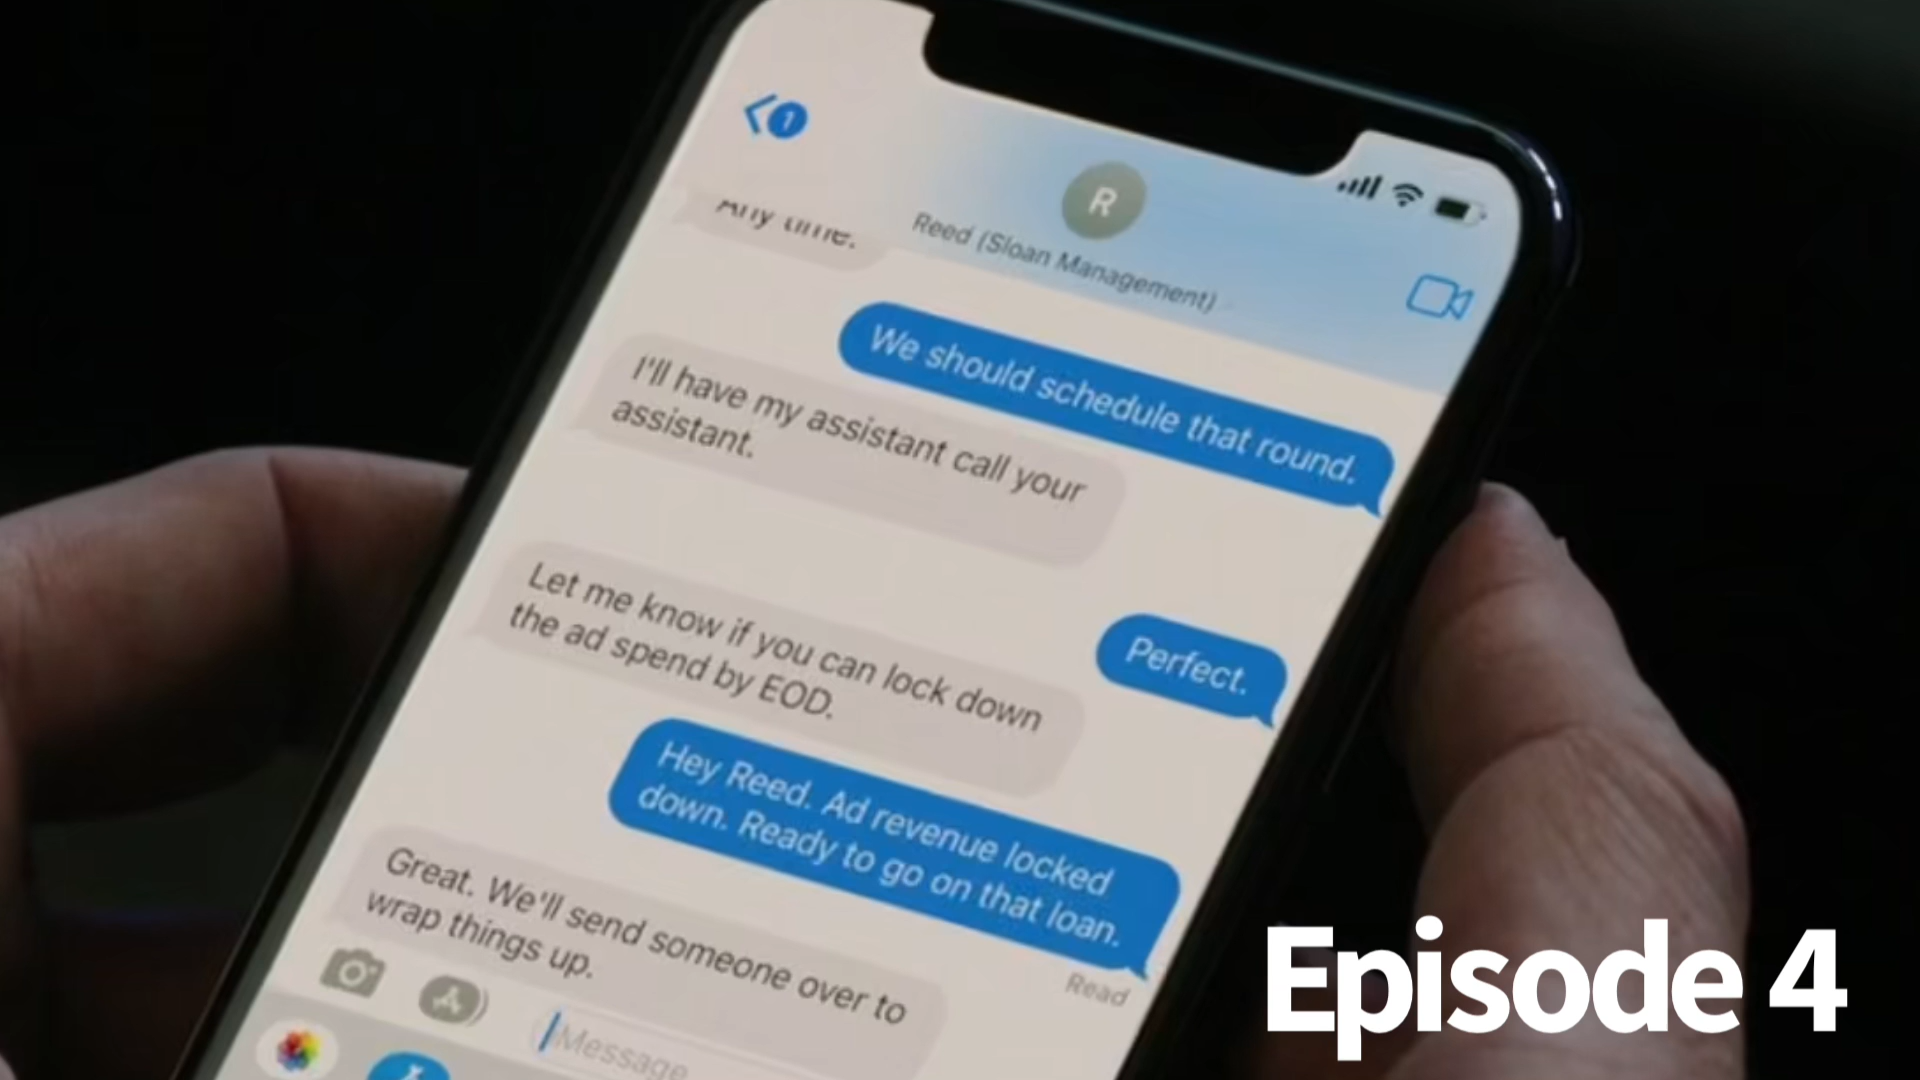 1
R
Reed (Sloan Management)
Any time.
We should schedule that round.
I'll have my assistant call your
assistant.
Perfect.
Let me know if you can lock down
the ad spend by EOD.
Hey Reed. Ad revenue locked
down. Ready to go on that loan.
Read
Great. We'll send someone over to
wrap things up.
Message
Episode 4